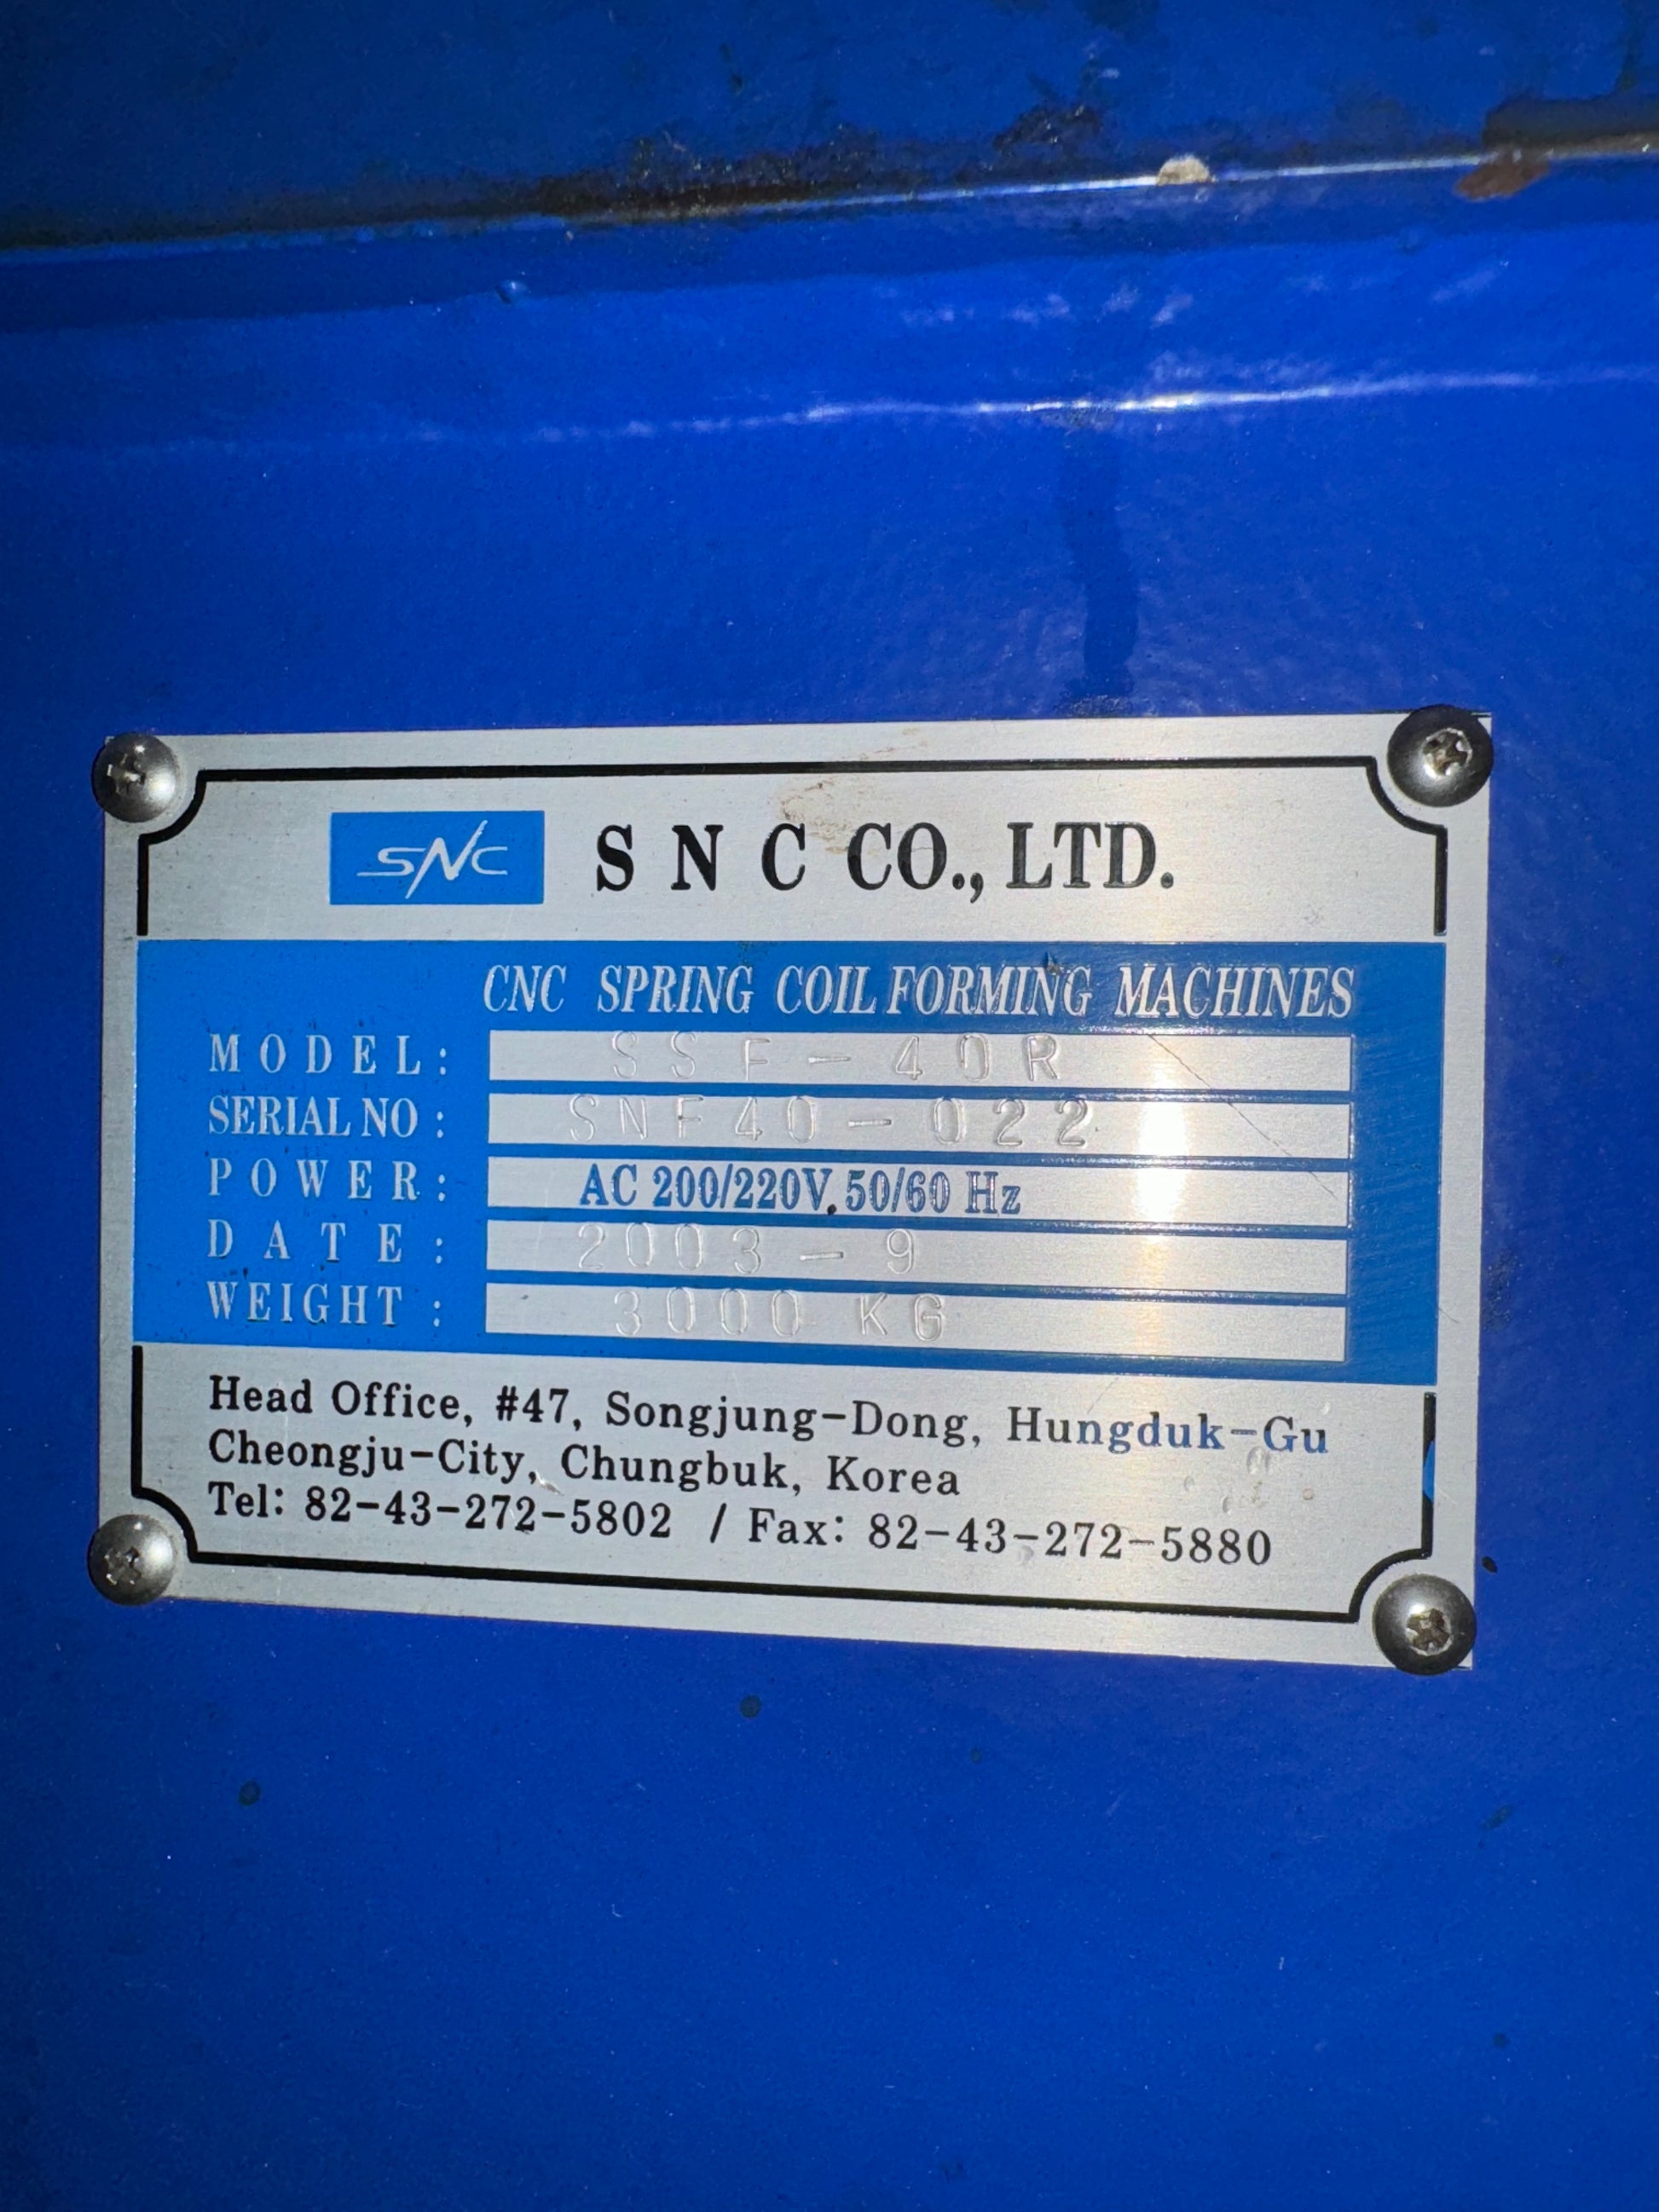 SNC S N C CO., LTD.
CNC SPRING COIL FORMING MACHINES
MODEL: SSF-40R
SERIAL NO: SNF40-022
POWER: AC 200/220V.50/60 Hz
DATE: 2003-9
WEIGHT: 3000 KG
Head Office, #47, Songjung-Dong, Hungduk-Gu
Cheongju-City, Chungbuk, Korea
Tel: 82-43-272-5802 / Fax: 82-43-272-5880